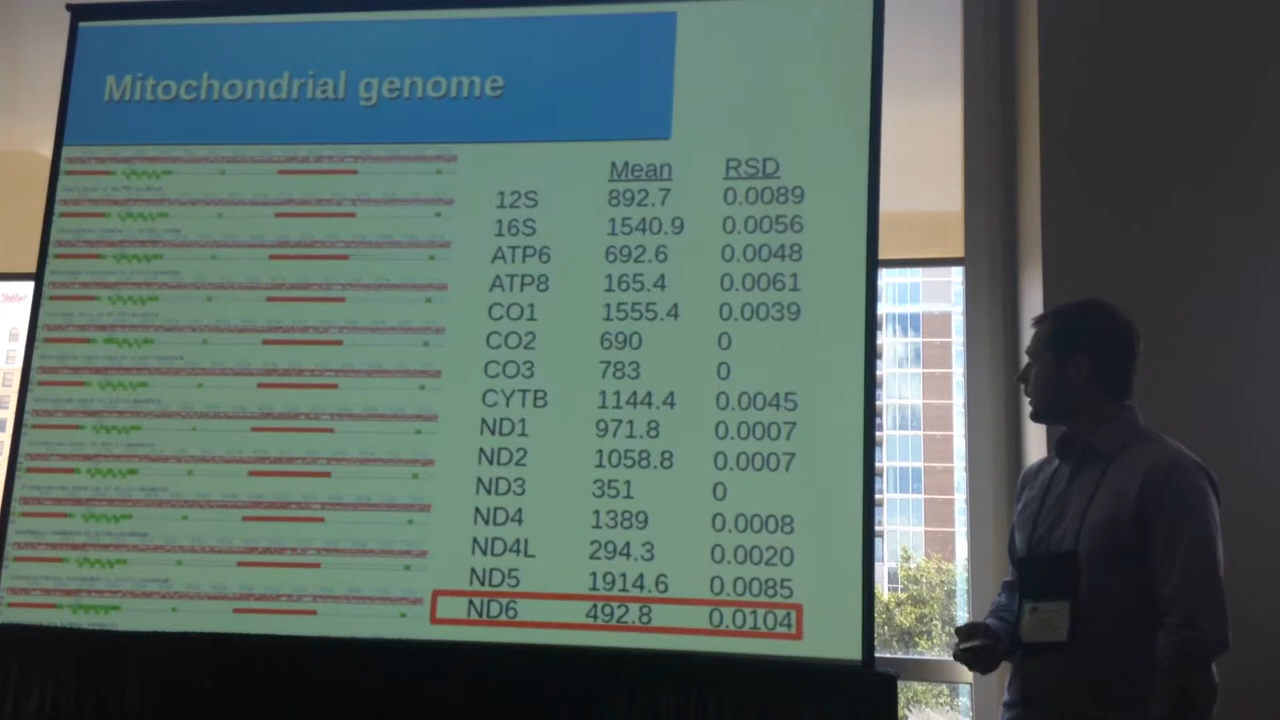 Mitochondrial genome
Mean RSD
12S 892.7 0.0089
16S 1540.9 0.0056
ATP6 692.6 0.0048
ATP8 165.4 0.0061
CO1 1555.4 0.0039
CO2 690 0
CO3 783 0
CYTB 1144.4 0.0045
ND1 971.8 0.0007
ND2 1058.8 0.0007
ND3 351 0
ND4 1389 0.0008
ND4L 294.3 0.0020
ND5 1914.6 0.0085
ND6 492.8 0.0104